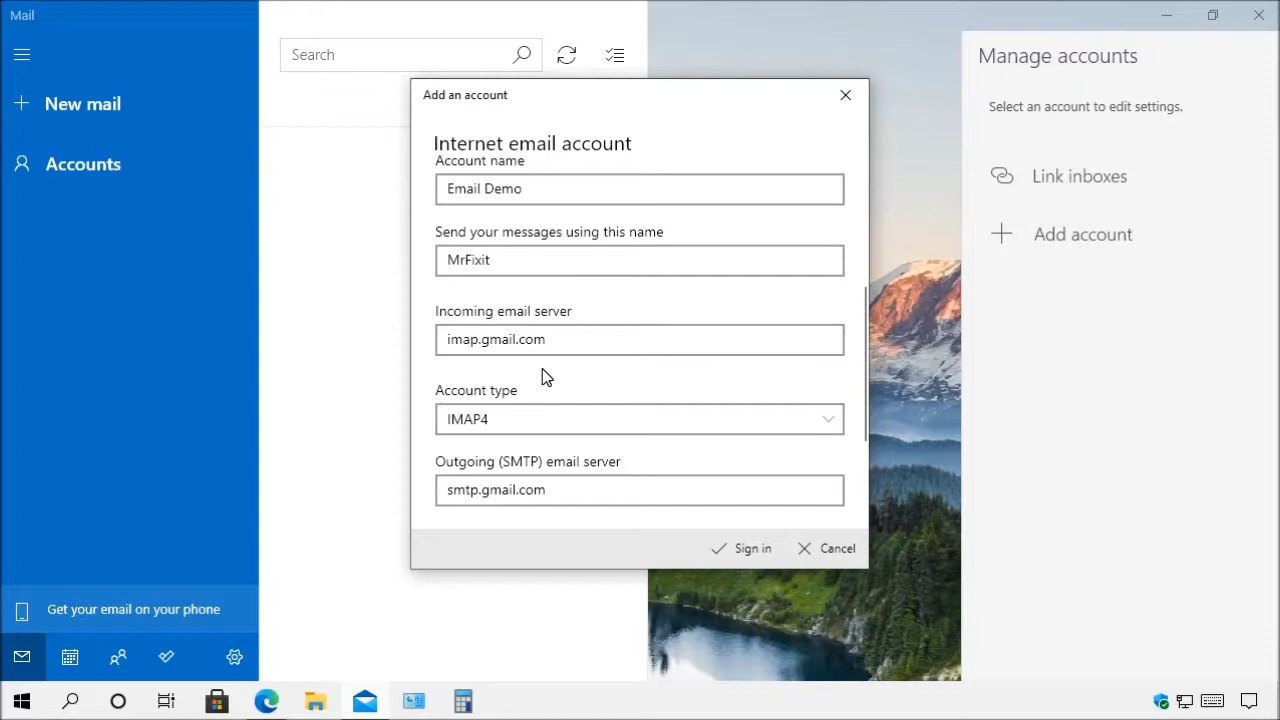 Mail
Search
New mail
Accounts
Get your email on your phone
Add an account
Internet email account
Account name
Email Demo
Send your messages using this name
MrFixit
Incoming email server
imap.gmail.com
Account type
IMAP4
Outgoing (SMTP) email server
smtp.gmail.com
Sign in
Cancel
Manage accounts
Select an account to edit settings.
Link inboxes
Add account